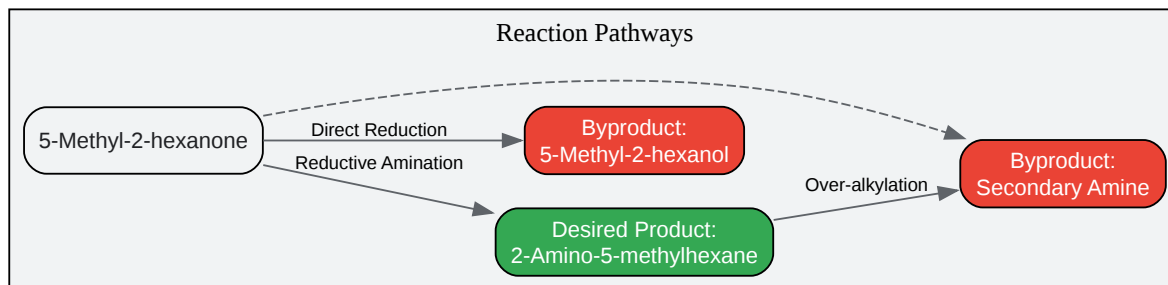 Reaction Pathways
5-Methyl-2-hexanone
Direct Reduction
Reductive Amination
Byproduct:
5-Methyl-2-hexanol
Over-alkylation
Byproduct:
Secondary Amine
Desired Product:
2-Amino-5-methylhexane